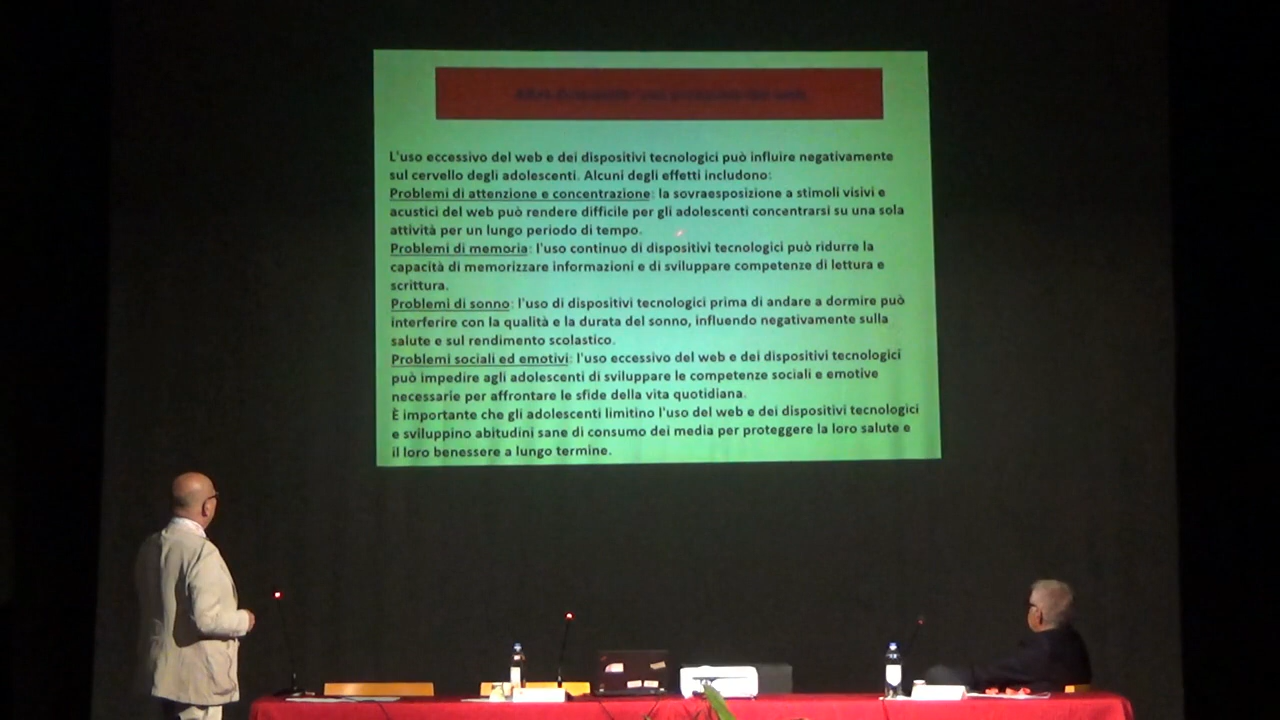 L'uso eccessivo del web e dei dispositivi tecnologici può influire negativamente
sul cervello degli adolescenti. Alcuni degli effetti includono:
Problemi di attenzione e concentrazione: la sovraesposizione a stimoli visivi e
acustici del web può rendere difficile per gli adolescenti concentrarsi su una sola
attività per un lungo periodo di tempo.
Problemi di memoria: l'uso continuo di dispositivi tecnologici può ridurre la
capacità di memorizzare informazioni e di sviluppare competenze di lettura e
scrittura.
Problemi di sonno: l'uso di dispositivi tecnologici prima di andare a dormire può
interferire con la qualità e la durata del sonno, influendo negativamente sulla
salute e sul rendimento scolastico.
Problemi sociali ed emotivi: l'uso eccessivo del web e dei dispositivi tecnologici
può impedire agli adolescenti di sviluppare le competenze sociali e emotive
necessarie per affrontare le sfide della vita quotidiana.
È importante che gli adolescenti limitino l'uso del web e dei dispositivi tecnologici
e sviluppino abitudini sane di consumo dei media per proteggere la loro salute e
il loro benessere a lungo termine.